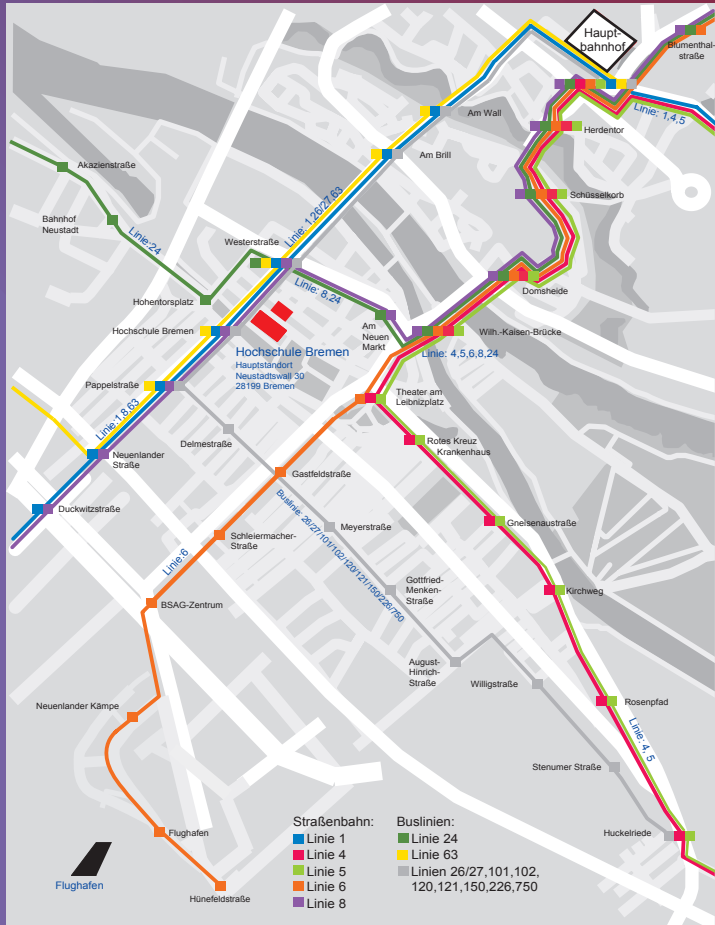 Haupt-
bahnhof
Blumenthal-
straße
Am Wall
Linie: 1,4,5
Herdentor
Am Brill
Akazienstraße
Schüsselkorb
Linie: 1,26/27,63
Bahnhof
Neustadt
Linie:24
Westerstraße
Linie: 8,24
Domsheide
Hohentorsplatz
Hochschule Bremen
Am
Neuen
Markt
Wilh.-Kaisen-Brücke
Linie: 4,5,6,8,24
Hochschule Bremen
Hauptstandort
Neustadtswall 30
28199 Bremen
Pappelstraße
Theater am
Leibnizplatz
Linie:1,8,63
Delmestraße
Rotes Kreuz
Krankenhaus
Neuenlander
Straße
Gastfeldstraße
Buslinie: 26/27/101/102/120/121/150/226/750
Duckwitzstraße
Meyerstraße
Gneisenaustraße
Schleiermacher-
Straße
Linie:6
Gottfried-
Menken-
Straße
Kirchweg
BSAG-Zentrum
August-
Hinrich-
Straße
Willigstraße
Rosenpfad
Neuenlander Kämpe
Linie: 4, 5
Stenumer Straße
Flughafen
Huckelriede
Flughafen
Hünefeldstraße
Straßenbahn:
Linie 1
Linie 4
Linie 5
Linie 6
Linie 8
Buslinien:
Linie 24
Linie 63
Linien 26/27,101,102,
120,121,150,226,750